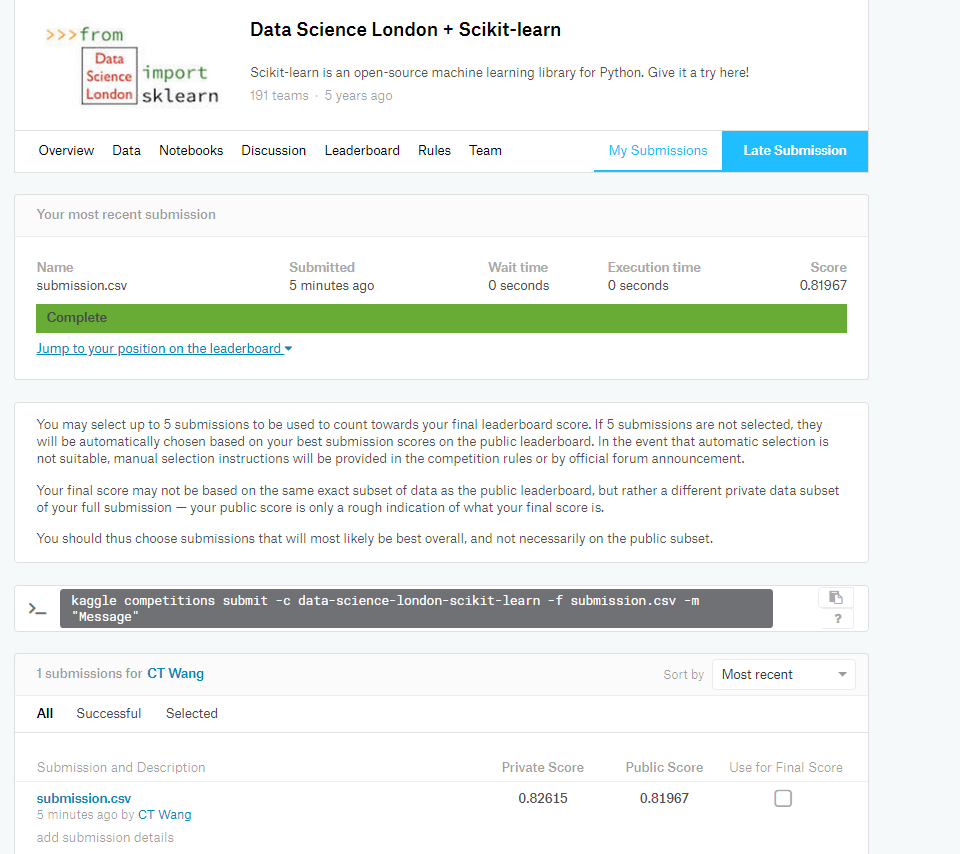 >>>from
Data
Science
London
import
sklearn
Data Science London + Scikit-learn
Scikit-learn is an open-source machine learning library for Python. Give it a try here!
191 teams · 5 years ago
Overview Data Notebooks Discussion Leaderboard Rules Team My Submissions Late Submission
Your most recent submission
Name Submitted Wait time Execution time Score
submission.csv 5 minutes ago 0 seconds 0 seconds 0.81967
Complete
Jump to your position on the leaderboard
You may select up to 5 submissions to be used to count towards your final leaderboard score. If 5 submissions are not selected, they
will be automatically chosen based on your best submission scores on the public leaderboard. In the event that automatic selection is
not suitable, manual selection instructions will be provided in the competition rules or by official forum announcement.
Your final score may not be based on the same exact subset of data as the public leaderboard, but rather a different private data subset
of your full submission — your public score is only a rough indication of what your final score is.
You should thus choose submissions that will most likely be best overall, and not necessarily on the public subset.
>_ kaggle competitions submit -c data-science-london-scikit-learn -f submission.csv -m
"Message"
?
1 submissions for CT Wang Sort by Most recent
All Successful Selected
Submission and Description Private Score Public Score Use for Final Score
submission.csv 0.82615 0.81967
5 minutes ago by CT Wang
add submission details